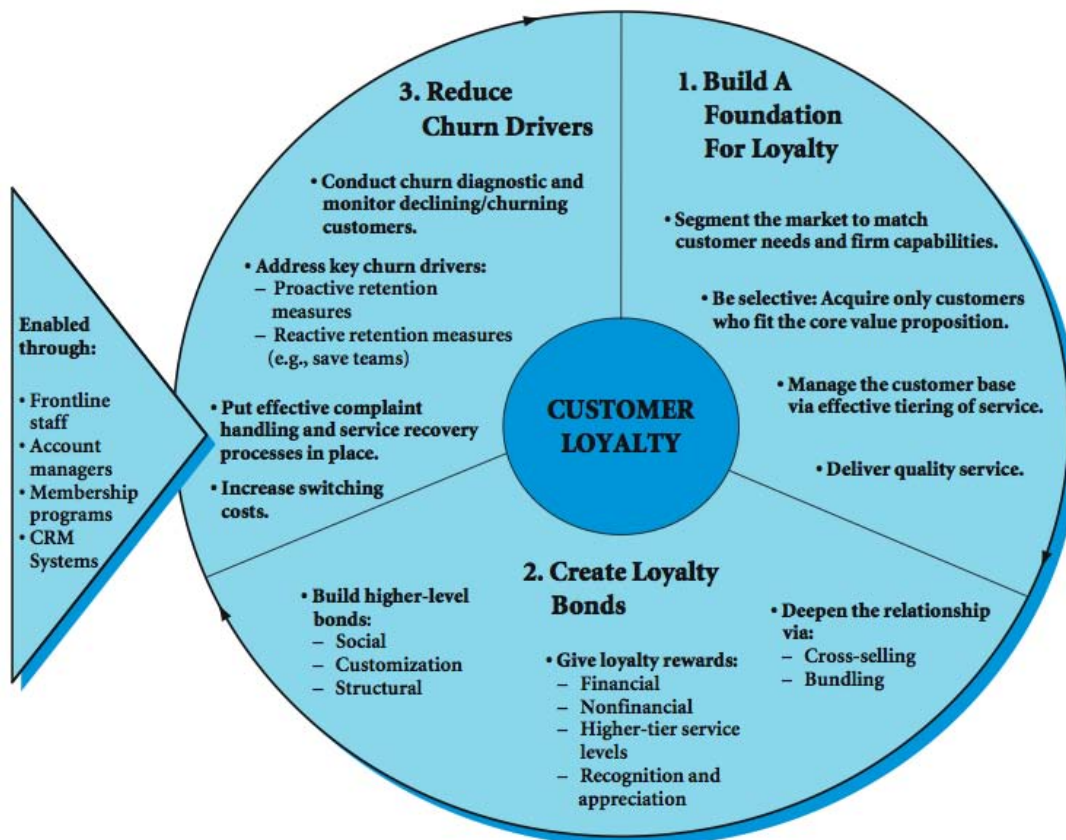 3. Reduce
Churn Drivers
• Conduct churn diagnostic and
monitor declining/churning
customers.
• Address key churn drivers:
– Proactive retention
measures
– Reactive retention measures
(e.g., save teams)
• Put effective complaint
handling and service recovery
processes in place.
• Increase switching
costs.
1. Build A
Foundation
For Loyalty
• Segment the market to match
customer needs and firm capabilities.
• Be selective: Acquire only customers
who fit the core value proposition.
• Manage the customer base
via effective tiering of service.
• Deliver quality service.
Enabled
through:
• Frontline
staff
• Account
managers
• Membership
programs
• CRM
Systems
CUSTOMER
LOYALTY
2. Create Loyalty
Bonds
• Build higher-level
bonds:
– Social
– Customization
– Structural
• Give loyalty rewards:
– Financial
– Nonfinancial
– Higher-tier service
levels
– Recognition and
appreciation
• Deepen the relationship
via:
– Cross-selling
– Bundling